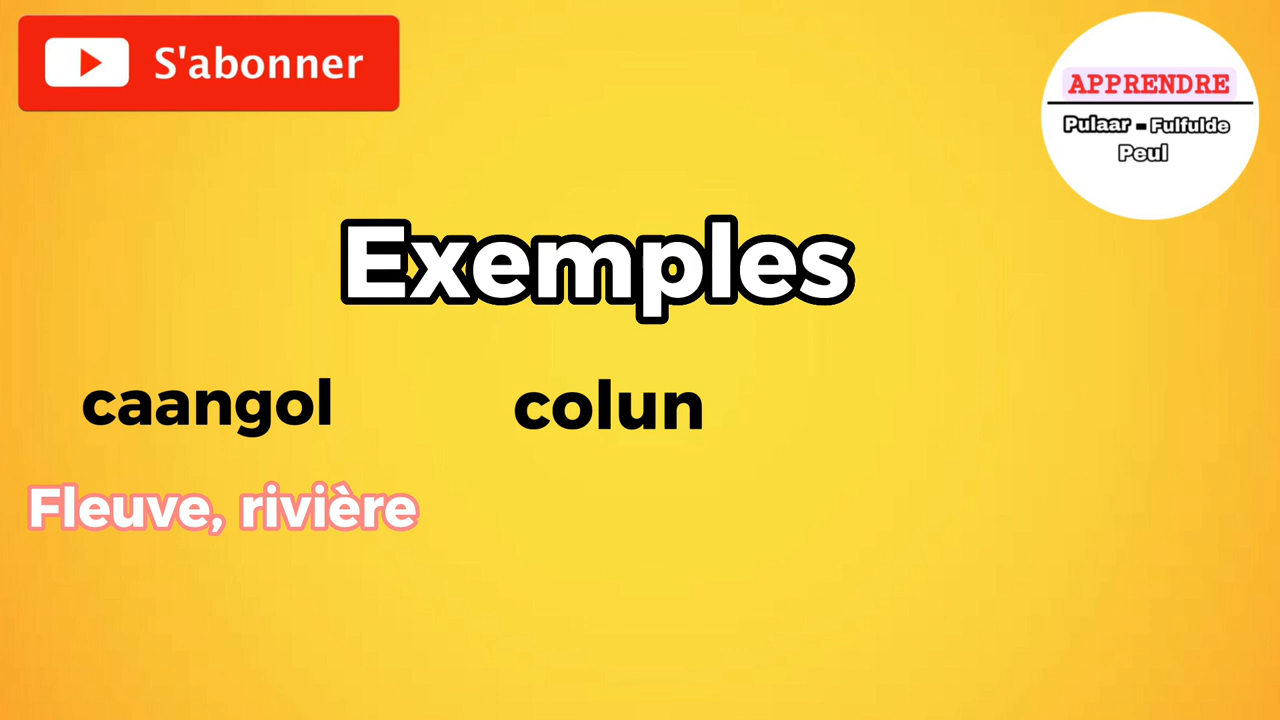 S'abonner
APPRENDRE
Pulaar - Fulfulde
Peul
Exemples
caangol
colun
Fleuve, rivière